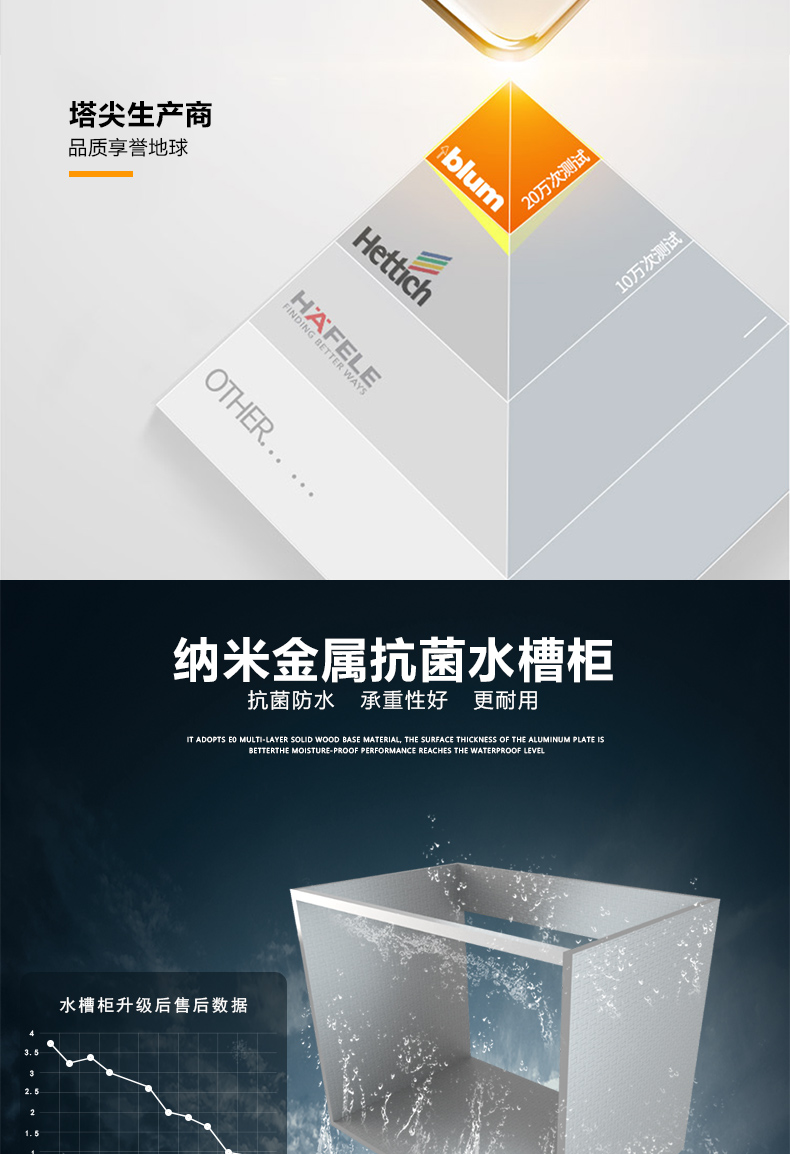 塔尖生产商
品质享誉地球
blum
20万次测试
Hettich
10万次测试
HÄFELE
FINDING BETTER WAYS
OTHER... ...
纳米金属抗菌水槽柜
抗菌防水 承重性好 更耐用
IT ADOPTS E0 MULTI-LAYER SOLID WOOD BASE MATERIAL, THE SURFACE THICKNESS OF THE ALUMINUM PLATE IS
BETTERTHE MOISTURE-PROOF PERFORMANCE REACHES THE WATERPROOF LEVEL
水槽柜升级后售后数据
4
3.5
3
2.5
2
1.5
1